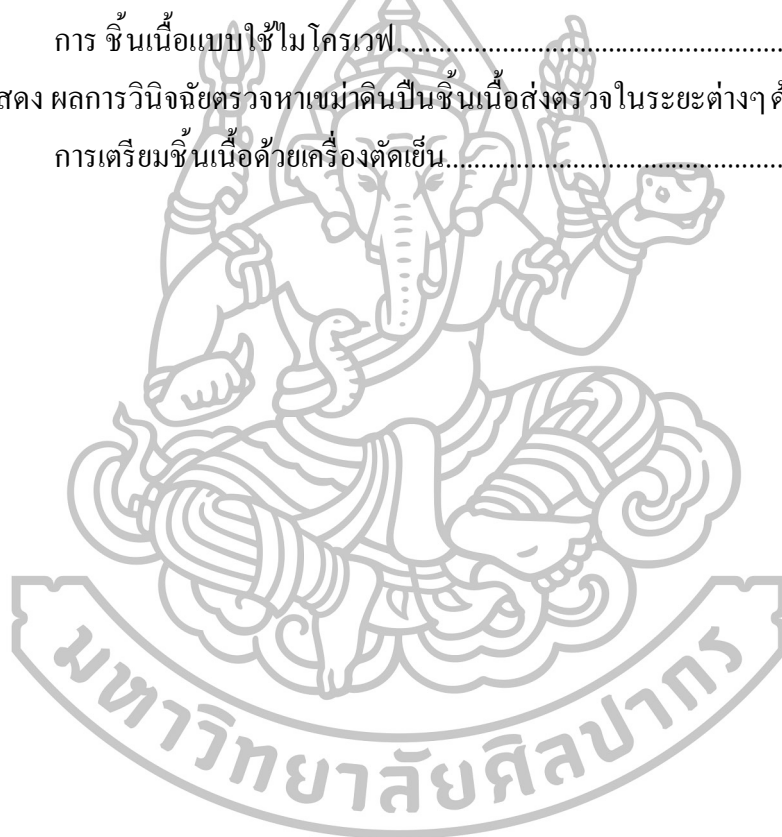 การ ชิ้นเนื้อแบบใช้ไมโครเวฟ.......................................................
สดง ผลการวินิจฉัยตรวจหาเขม่าดินปืนชิ้นเนื้อส่งตรวจในระยะต่างๆ ด้
การเตรียมชิ้นเนื้อด้วยเครื่องตัดเย็น................................................
มหาวิทยาลัยศิลปากร